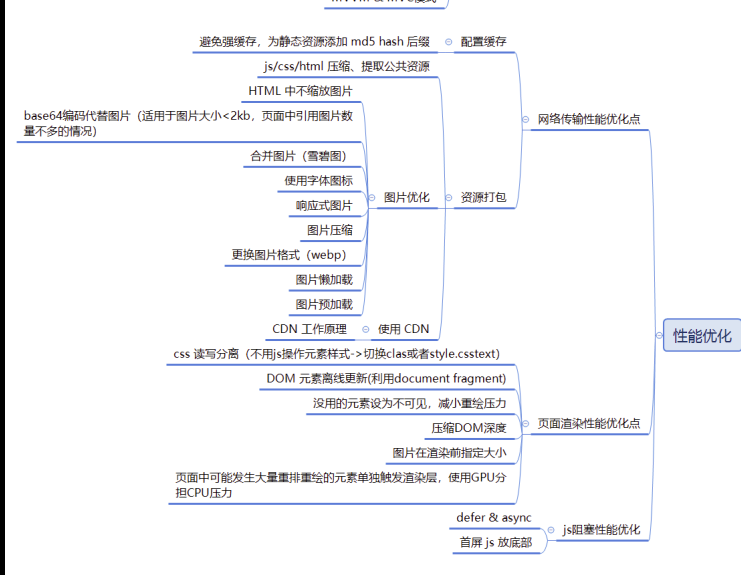 避免强缓存，为静态资源添加 md5 hash 后缀
配置缓存
js/css/html 压缩、提取公共资源
HTML 中不缩放图片
base64编码代替图片（适用于图片大小<2kb，页面中引用图片数
量不多的情况）
网络传输性能优化点
合并图片（雪碧图）
使用字体图标
响应式图片
图片优化
资源打包
图片压缩
更换图片格式（webp）
图片懒加载
图片预加载
CDN 工作原理
使用 CDN
性能优化
css 读写分离（不用js操作元素样式->切换clas或者style.csstext）
DOM 元素离线更新(利用document fragment)
没用的元素设为不可见，减小重绘压力
页面渲染性能优化点
压缩DOM深度
图片在渲染前指定大小
页面中可能发生大量重排重绘的元素单独触发渲染层，使用GPU分
担CPU压力
defer & async
js阻塞性能优化
首屏 js 放底部